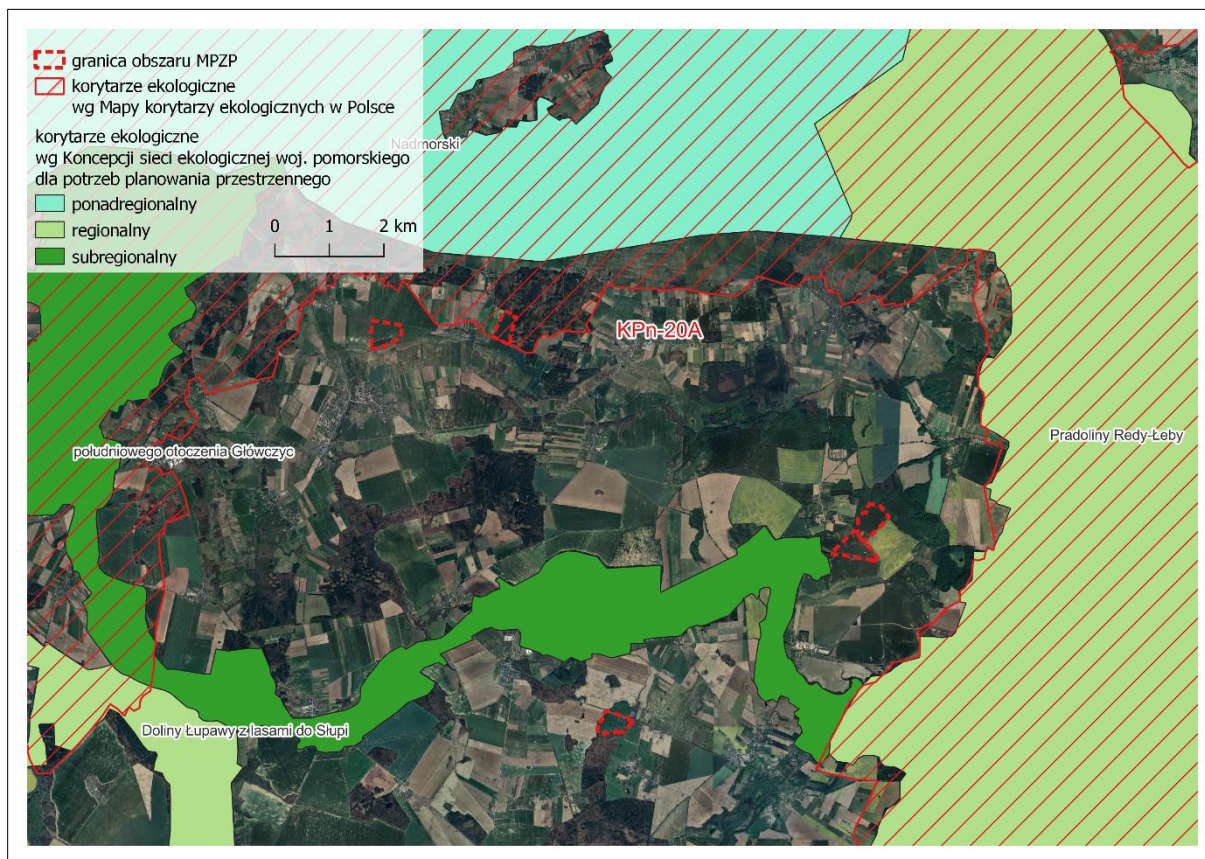 granica obszaru MPZP
korytarze ekologiczne
wg Mapy korytarzy ekologicznych w Polsce
korytarze ekologiczne
wg Koncepcji sieci ekologicznej woj. pomorskiego
dla potrzeb planowania przestrzennego
ponadregionalny
regionalny
subregionalny
0 1 2 km
Nadmorski
KPn-20A
południowego otoczenia Główczyc
Pradoliny Redy-Łeby
Doliny Łupawy z lasami do Słupi